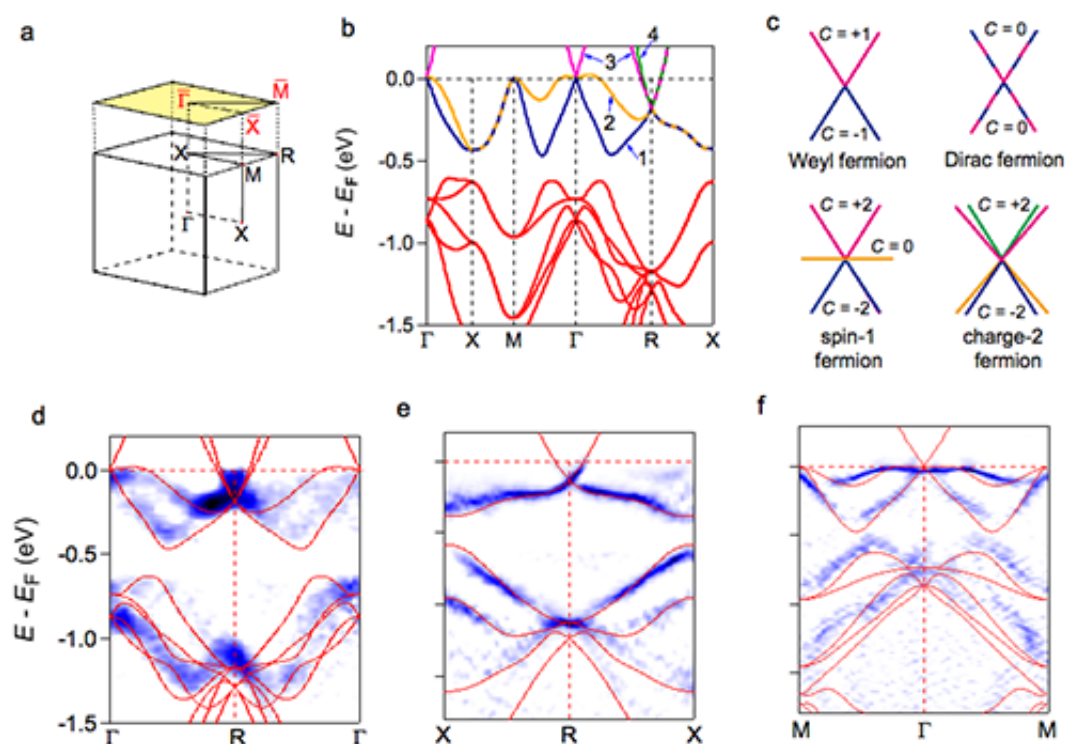 a
Γ̄
M̄
X̄
X
R
M
Γ
X
b
E - EF (eV)
0.0
-0.5
-1.0
-1.5
4
3
2
1
Γ X M Γ R X
c
C = +1
C = -1
Weyl fermion
C = 0
C = 0
Dirac fermion
C = +2
C = 0
C = -2
spin-1
fermion
C = +2
C = -2
charge-2
fermion
d
E - EF (eV)
0.0
-0.5
-1.0
-1.5
Γ R Γ
e
X R X
f
M Γ M